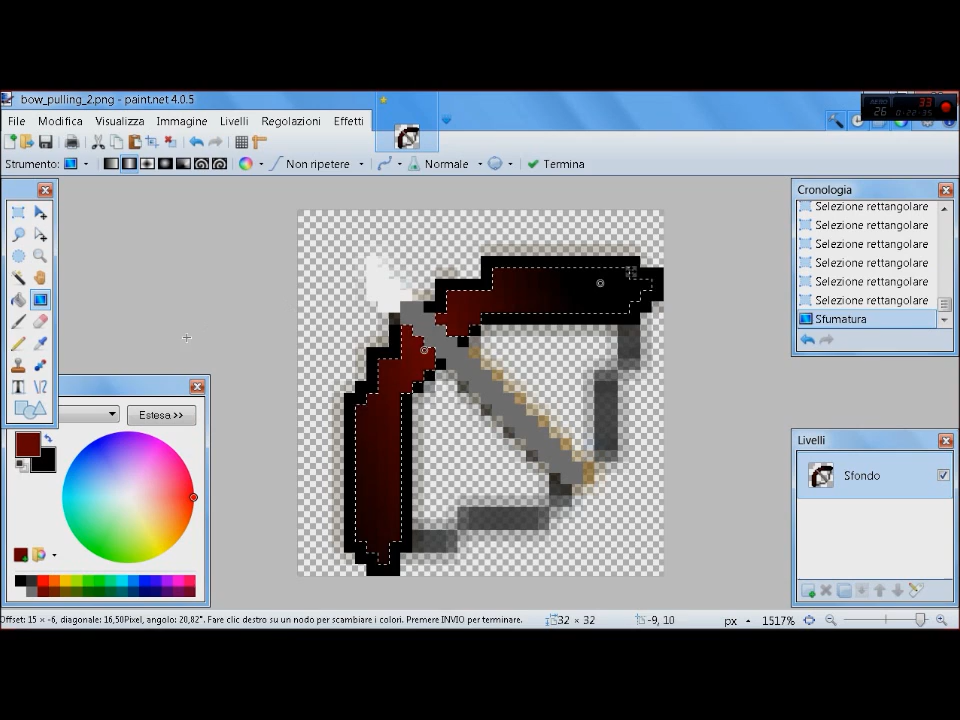 bow_pulling_2.png - paint.net 4.0.5
File Modifica Visualizza Immagine Livelli Regolazioni Effetti
Strumento: Non ripetere Normale Termina
33
26
Cronologia
Selezione rettangolare
Selezione rettangolare
Selezione rettangolare
Selezione rettangolare
Selezione rettangolare
Selezione rettangolare
Sfumatura
Estesa >>
Livelli
Sfondo
Offset: 15 × -6, diagonale: 16,50Pixel, angolo: 20,82°. Fare clic destro su un nodo per scambiare i colori. Premere INVIO per terminare. 32 × 32 -9, 10 px 1517%